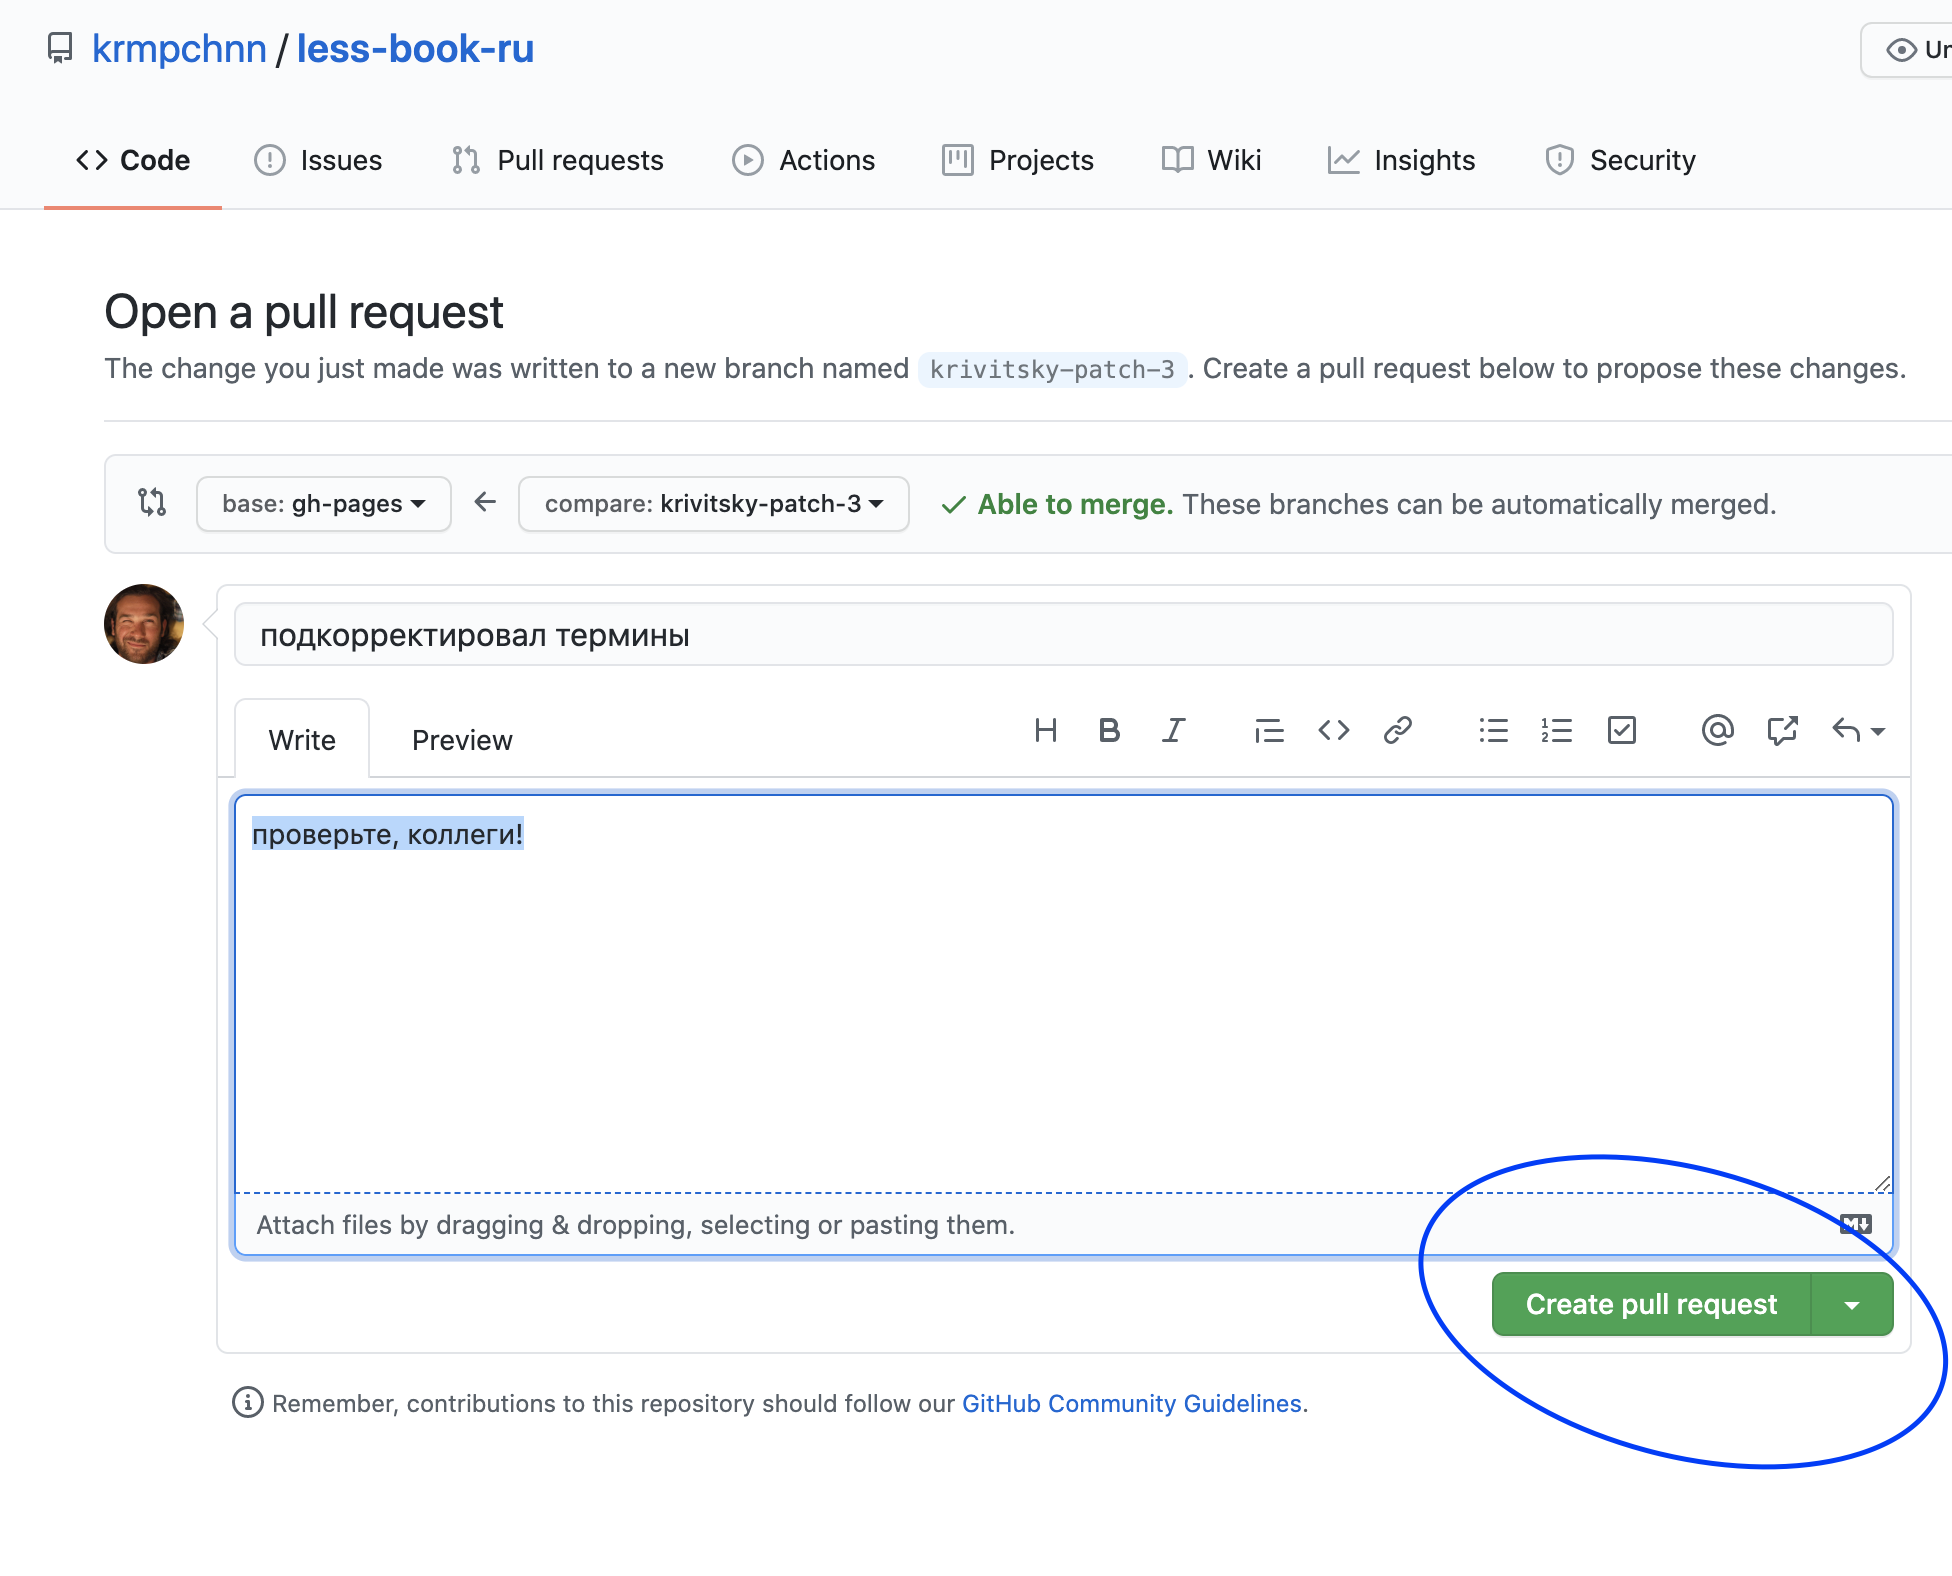 krmpchnn / less-book-ru
Code Issues Pull requests Actions Projects Wiki Insights Security
Open a pull request
The change you just made was written to a new branch named krivitsky-patch-3. Create a pull request below to propose these changes.
base: gh-pages compare: krivitsky-patch-3 Able to merge. These branches can be automatically merged.
подкорректировал термины
Write Preview
проверьте, коллеги!
Attach files by dragging & dropping, selecting or pasting them.
Create pull request
Remember, contributions to this repository should follow our GitHub Community Guidelines.